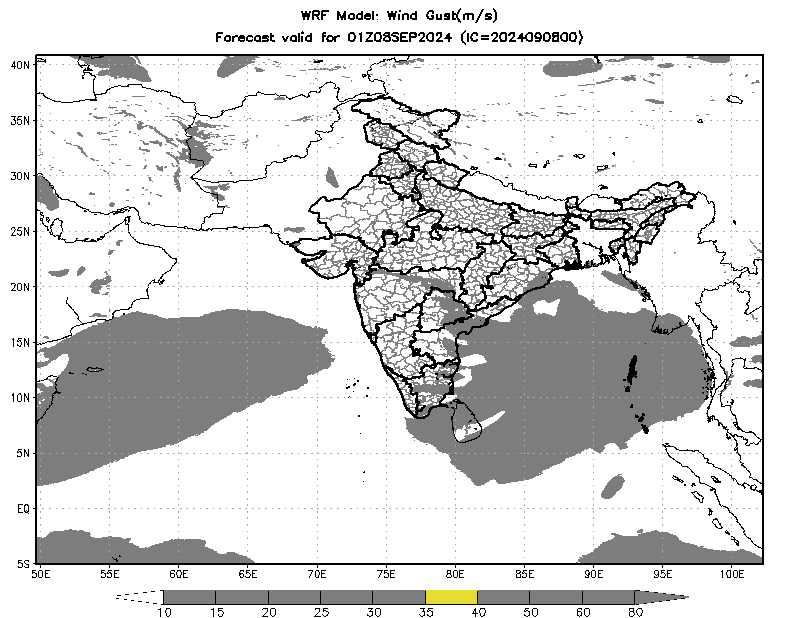 WRF Model: Wind Gust(m/s)
Forecast valid for 01Z08SEP2024 (IC=2024090800)
40N
35N
30N
25N
20N
15N
10N
5N
EQ
5S
50E 55E 60E 65E 70E 75E 80E 85E 90E 95E 100E
10 15 20 25 30 35 40 50 60 80